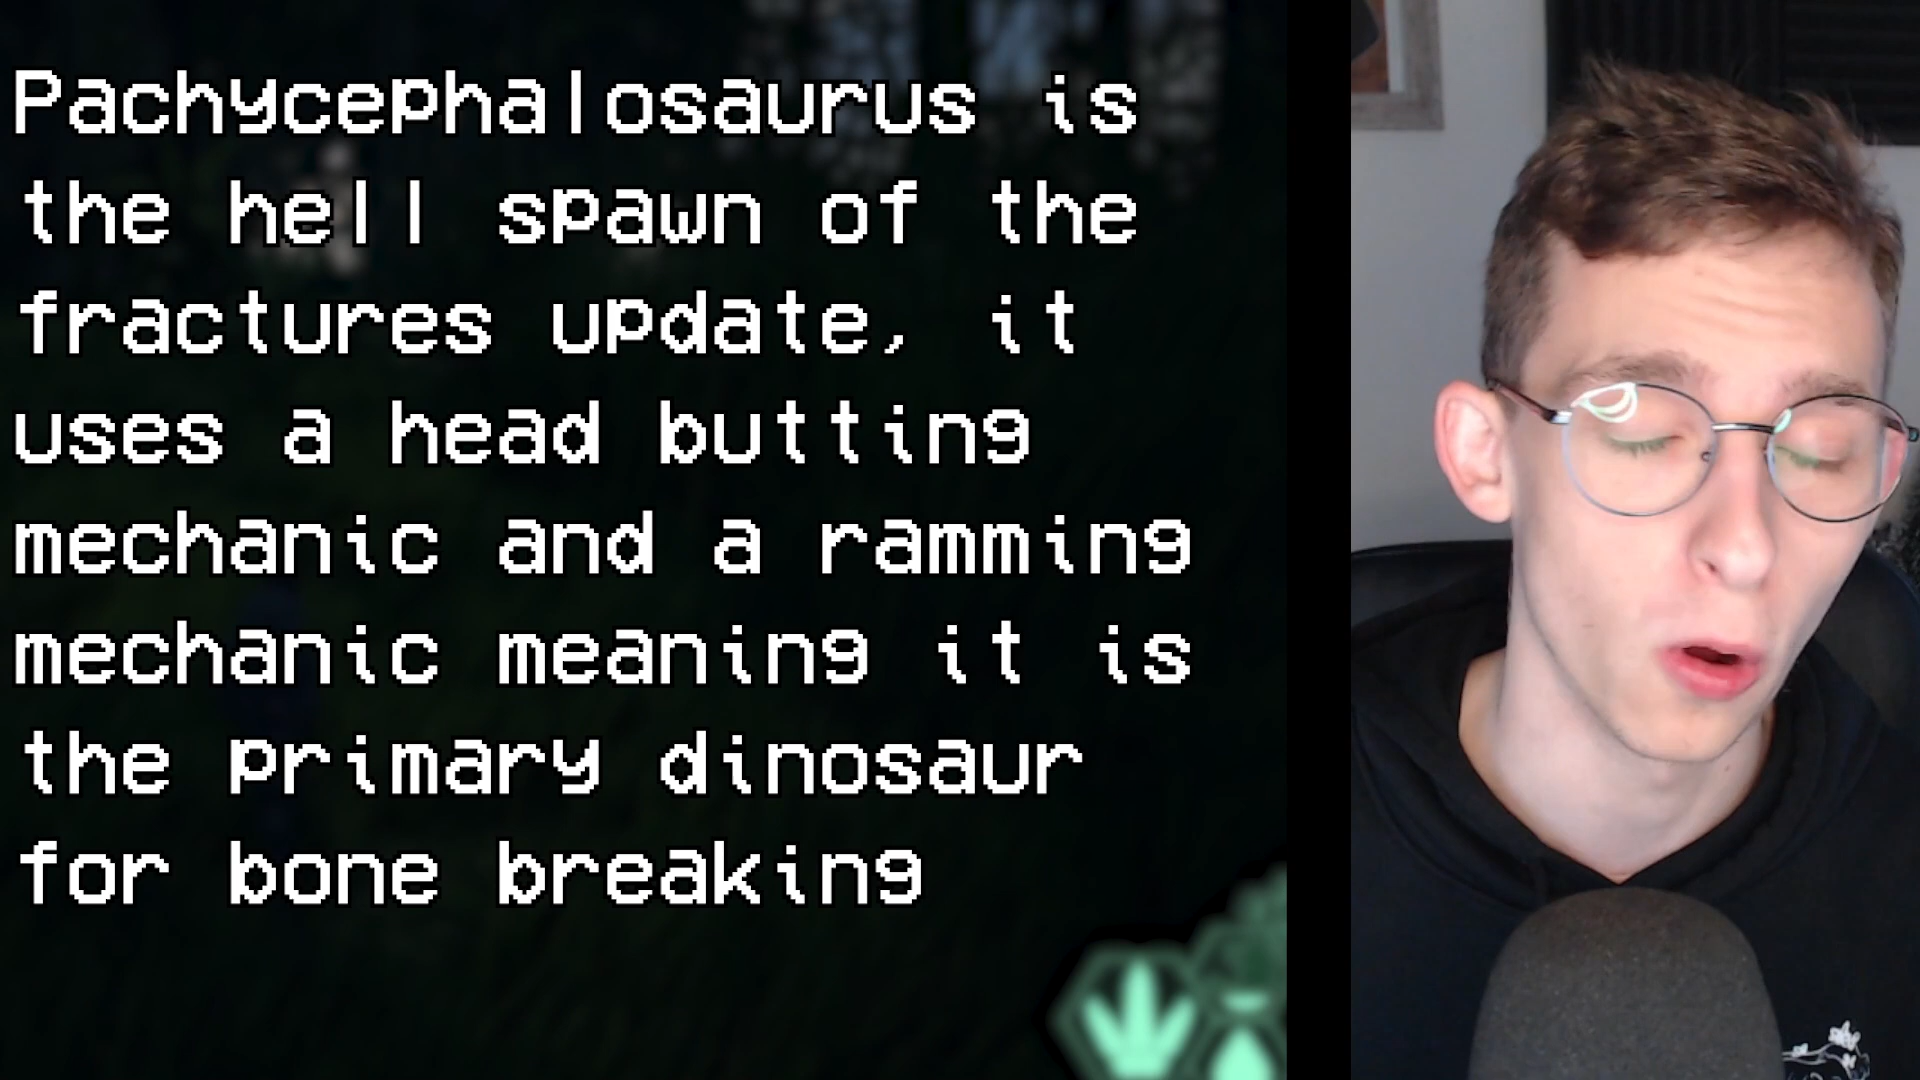 Pachycephalosaurus is
the hell spawn of the
fractures update, it
uses a head butting
mechanic and a ramming
mechanic meaning it is
the primary dinosaur
for bone breaking